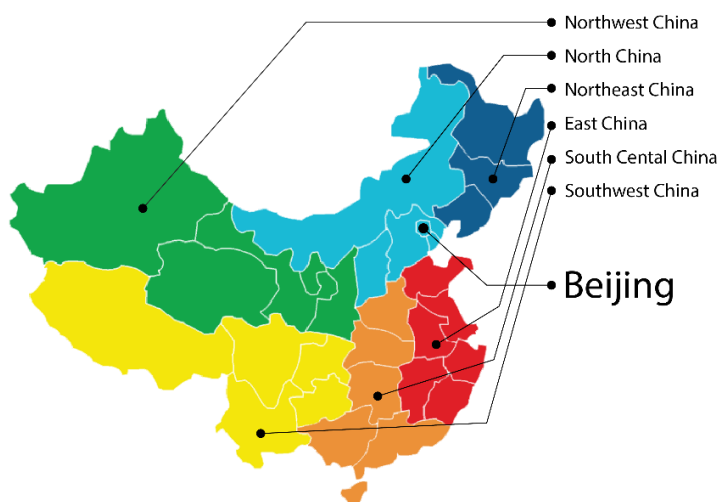 Northwest China
North China
Northeast China
East China
South Cental China
Southwest China
Beijing